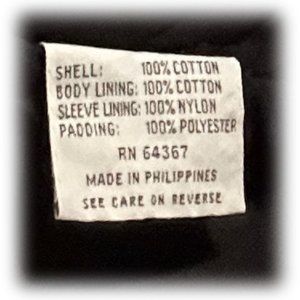 SHELL: 100% COTTON
BODY LINING: 100% COTTON
SLEEVE LINING: 100% NYLON
PADDING: 100% POLYESTER
RN 64367
MADE IN PHILIPPINES
SEE CARE ON REVERSE